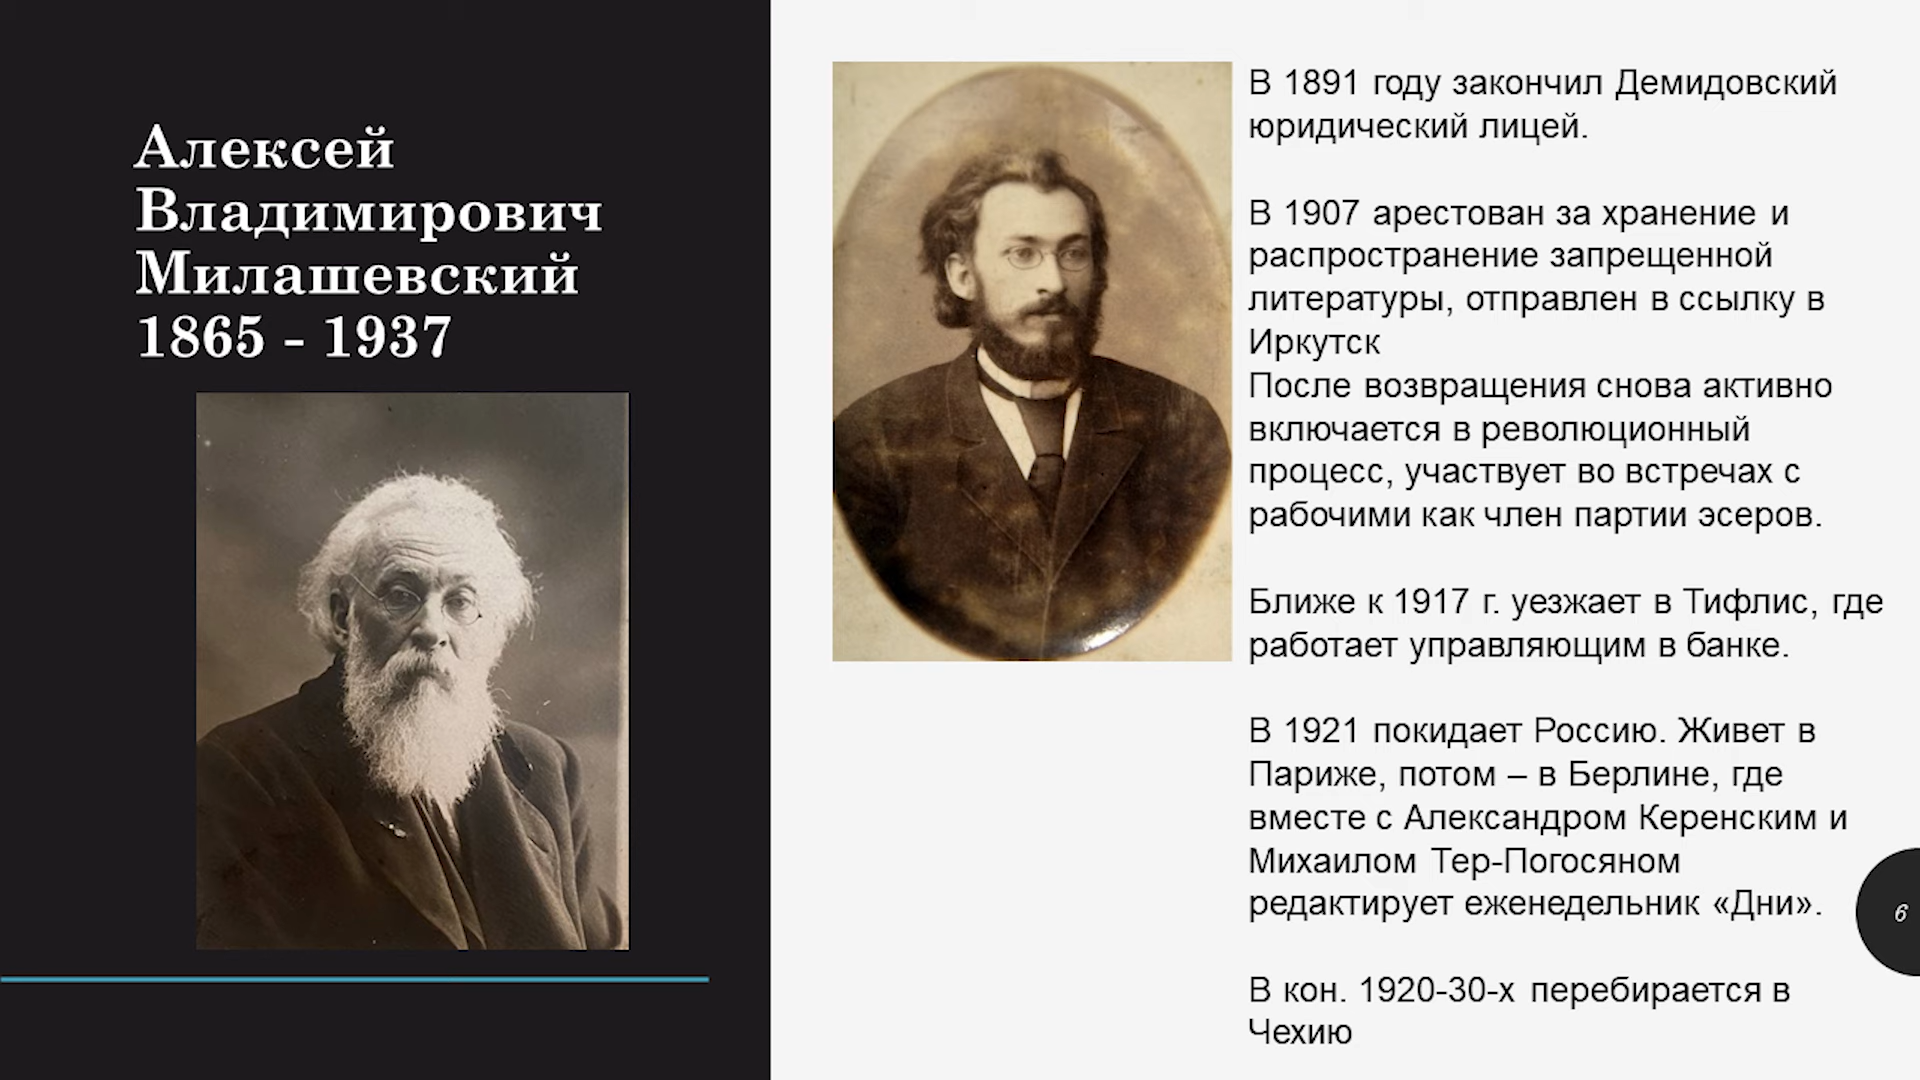 Алексей
Владимирович
Милашевский
1865 - 1937
В 1891 году закончил Демидовский
юридический лицей.
В 1907 арестован за хранение и
распространение запрещенной
литературы, отправлен в ссылку в
Иркутск
После возвращения снова активно
включается в революционный
процесс, участвует во встречах с
рабочими как член партии эсеров.
Ближе к 1917 г. уезжает в Тифлис, где
работает управляющим в банке.
В 1921 покидает Россию. Живет в
Париже, потом – в Берлине, где
вместе с Александром Керенским и
Михаилом Тер-Погосяном
редактирует еженедельник «Дни».
В кон. 1920-30-х перебирается в
Чехию
6